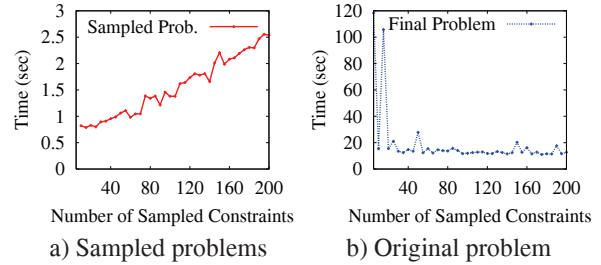 3
2.5
2
1.5
1
0.5
0
Time (sec)
Sampled Prob.
40 80 120 160 200
Number of Sampled Constraints
a) Sampled problems
120
100
80
60
40
20
0
Time (sec)
Final Problem
40 80 120 160 200
Number of Sampled Constraints
b) Original problem